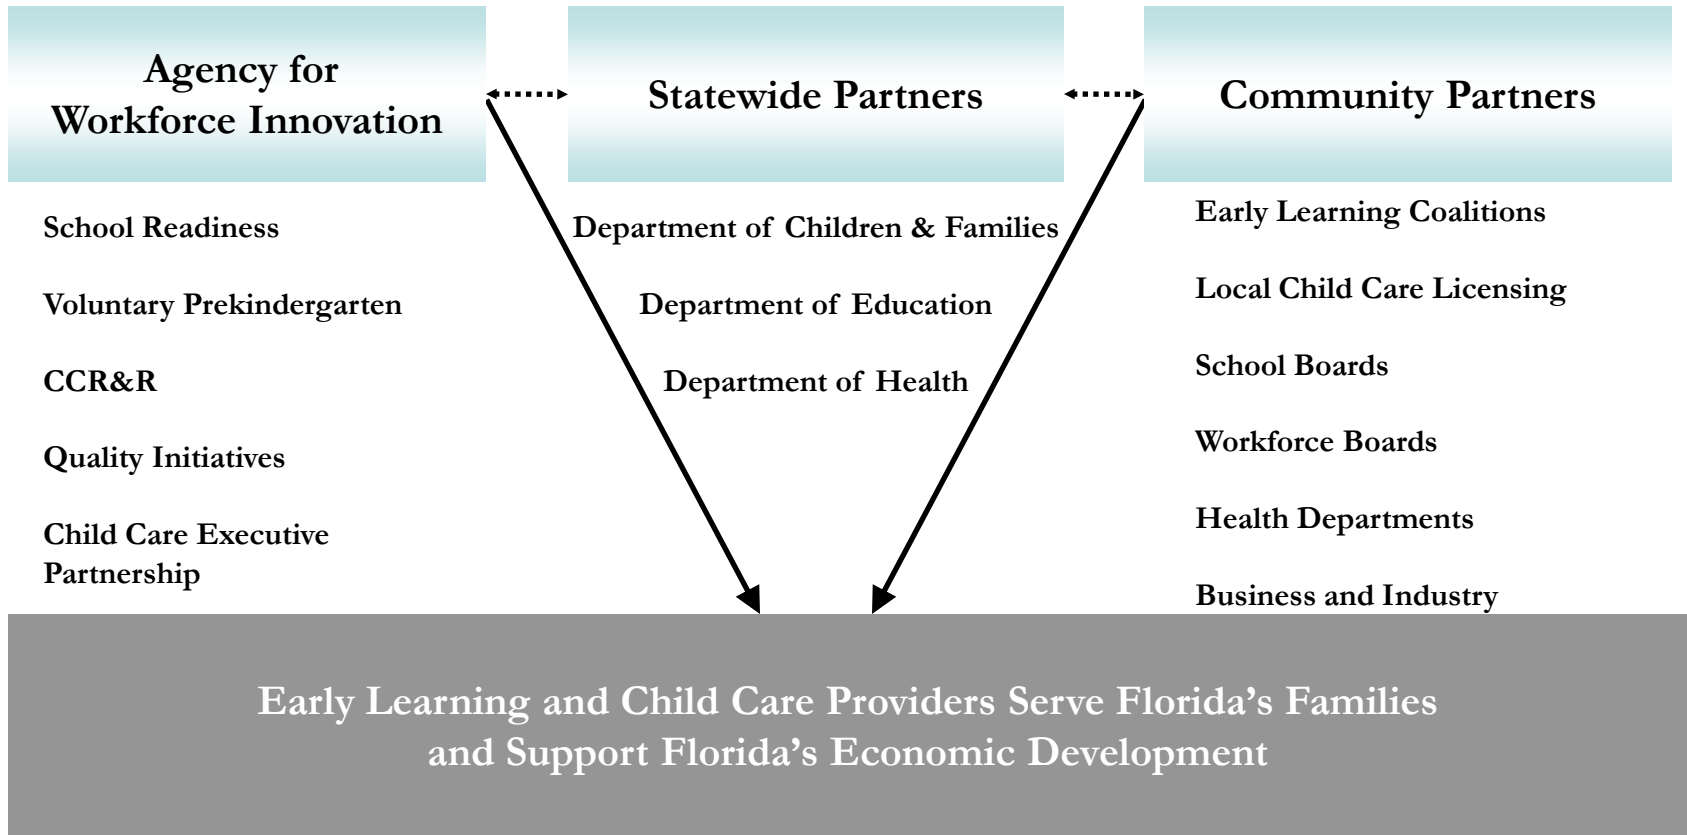 Agency for
Workforce Innovation
Statewide Partners
Community Partners
School Readiness
Voluntary Prekindergarten
CCR&R
Quality Initiatives
Child Care Executive
Partnership
Department of Children & Families
Department of Education
Department of Health
Early Learning Coalitions
Local Child Care Licensing
School Boards
Workforce Boards
Health Departments
Business and Industry
Early Learning and Child Care Providers Serve Florida’s Families
and Support Florida’s Economic Development